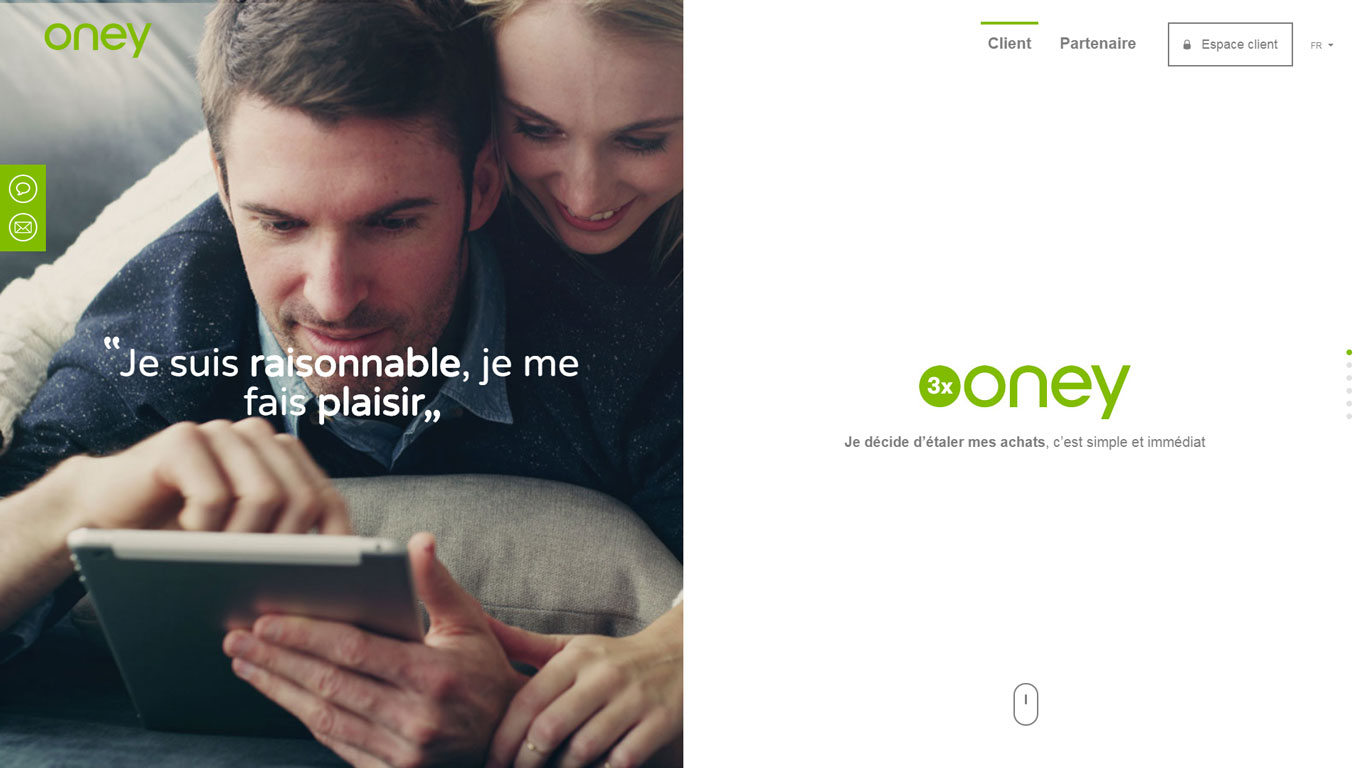 oney
Client
Partenaire
Espace client
FR
“Je suis raisonnable, je me
fais plaisir„
3x oney
Je décide d’étaler mes achats, c’est simple et immédiat